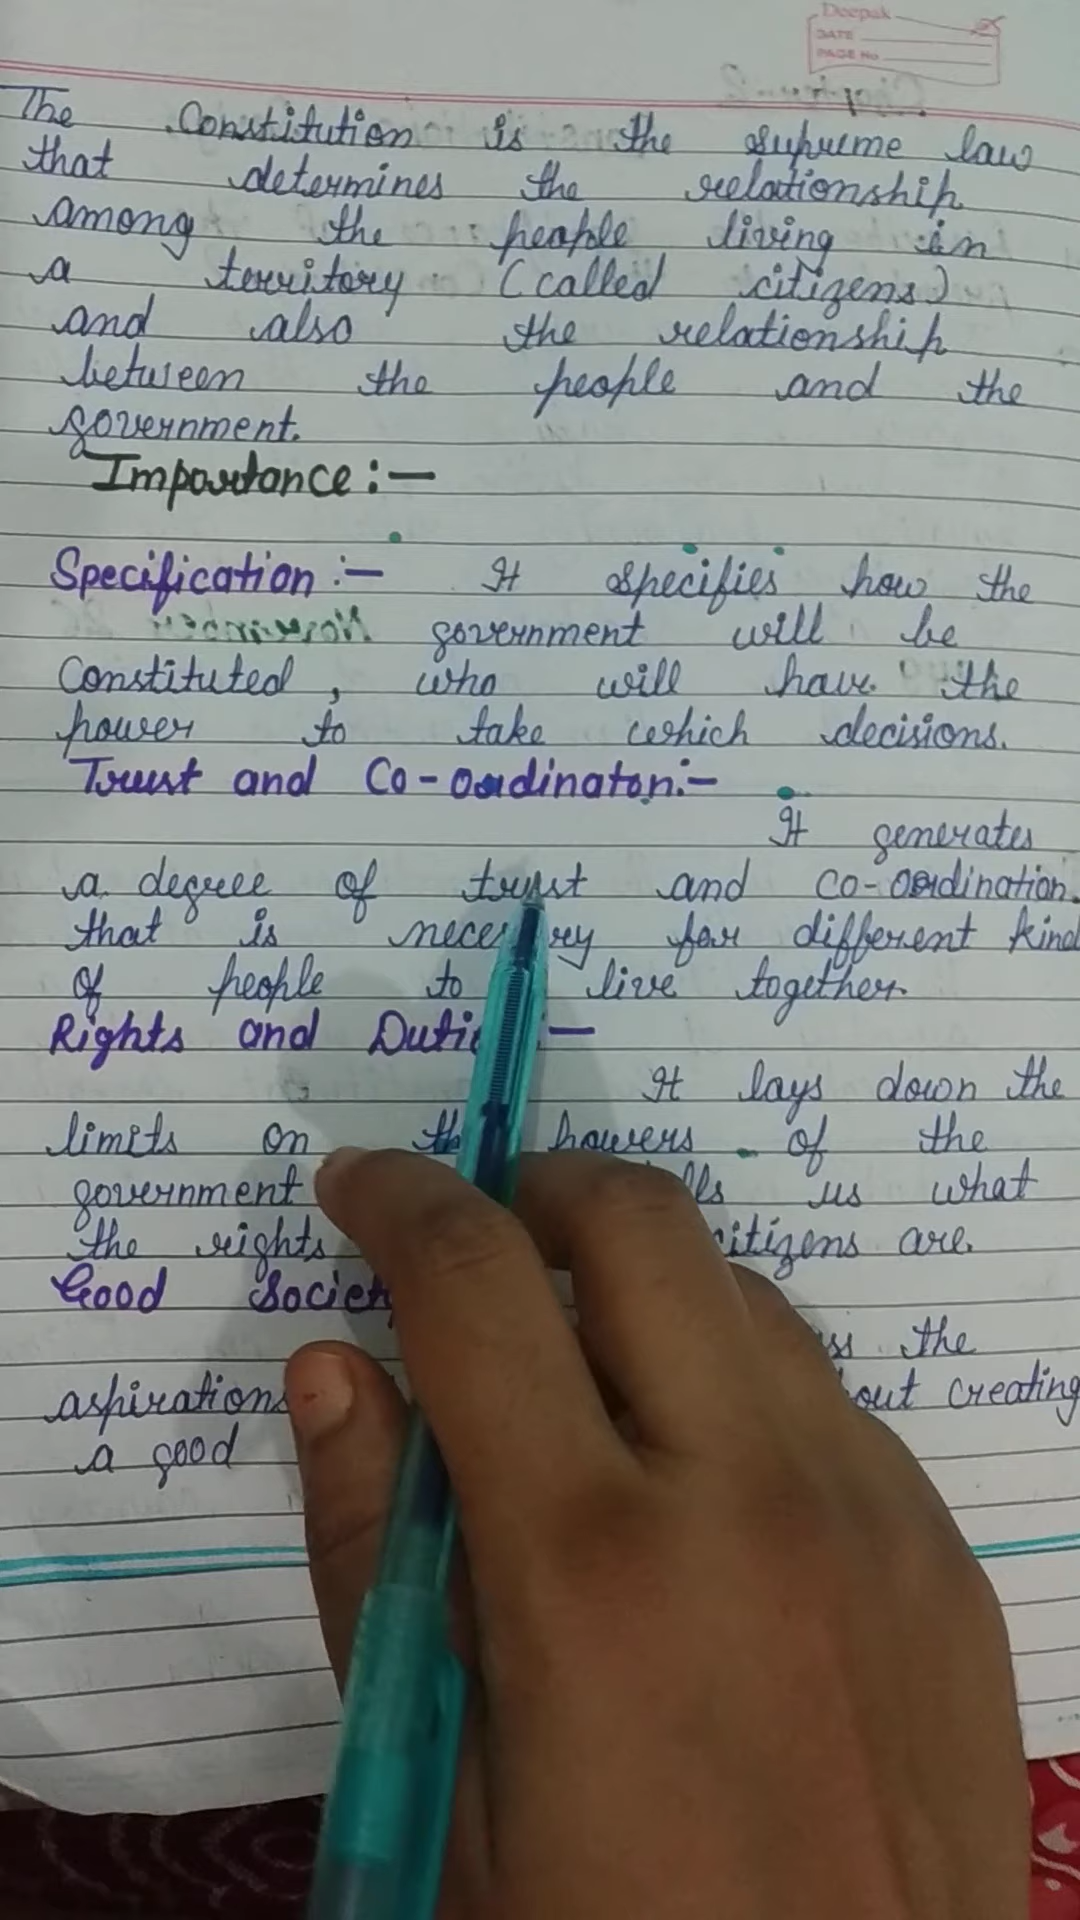 Deepak
DATE
PAGE No
The Constitution is the supreme law
that determines the relationship
among the people living in
a territory (called citizens)
and also the relationship
between the people and the
government.
Importance:-
Specification:- It specifies how the
government will be
Constituted, who will have the
power to take which decisions.
Trust and Co-ordinaton:-
It generates
a degree of trust and co-ordination
that is for different kind
of people to live together.
Rights and
It lays down the
limits on powers of the
government us what
the rights citizens are.
Good
the
creating
a good